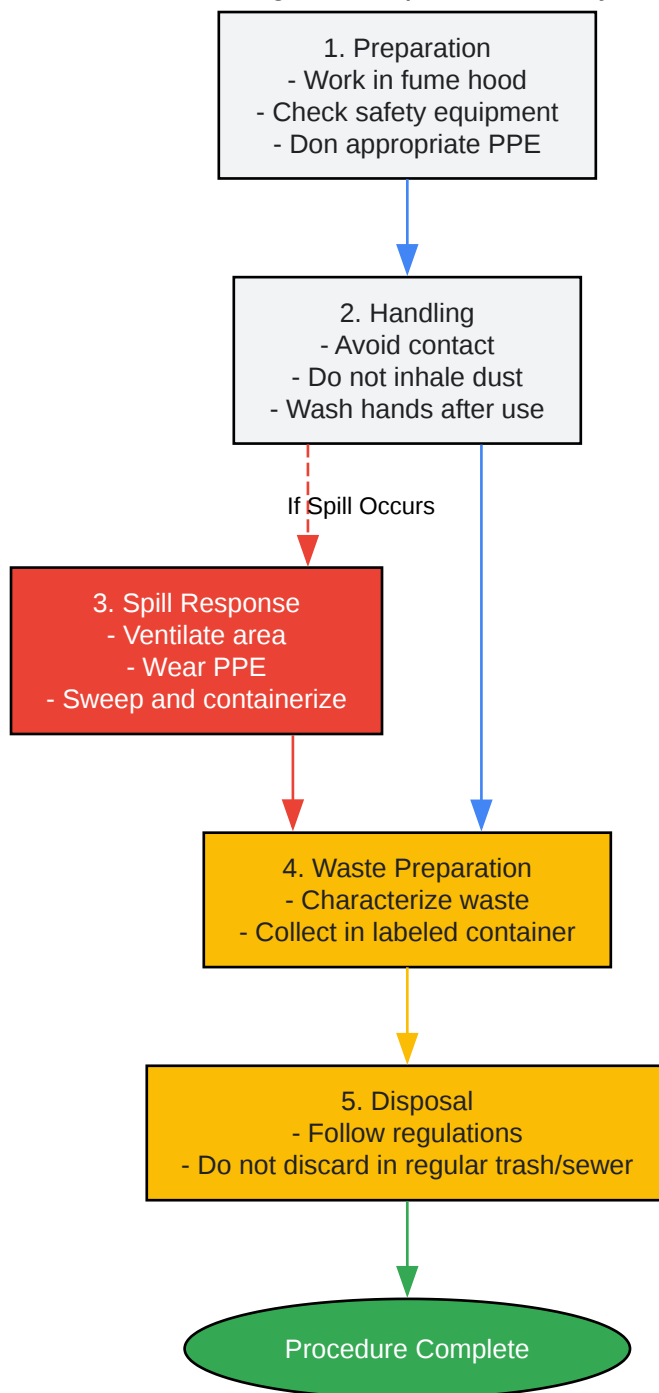 1. Preparation
- Work in fume hood
- Check safety equipment
- Don appropriate PPE
2. Handling
- Avoid contact
- Do not inhale dust
- Wash hands after use
If Spill Occurs
3. Spill Response
- Ventilate area
- Wear PPE
- Sweep and containerize
4. Waste Preparation
- Characterize waste
- Collect in labeled container
5. Disposal
- Follow regulations
- Do not discard in regular trash/sewer
Procedure Complete